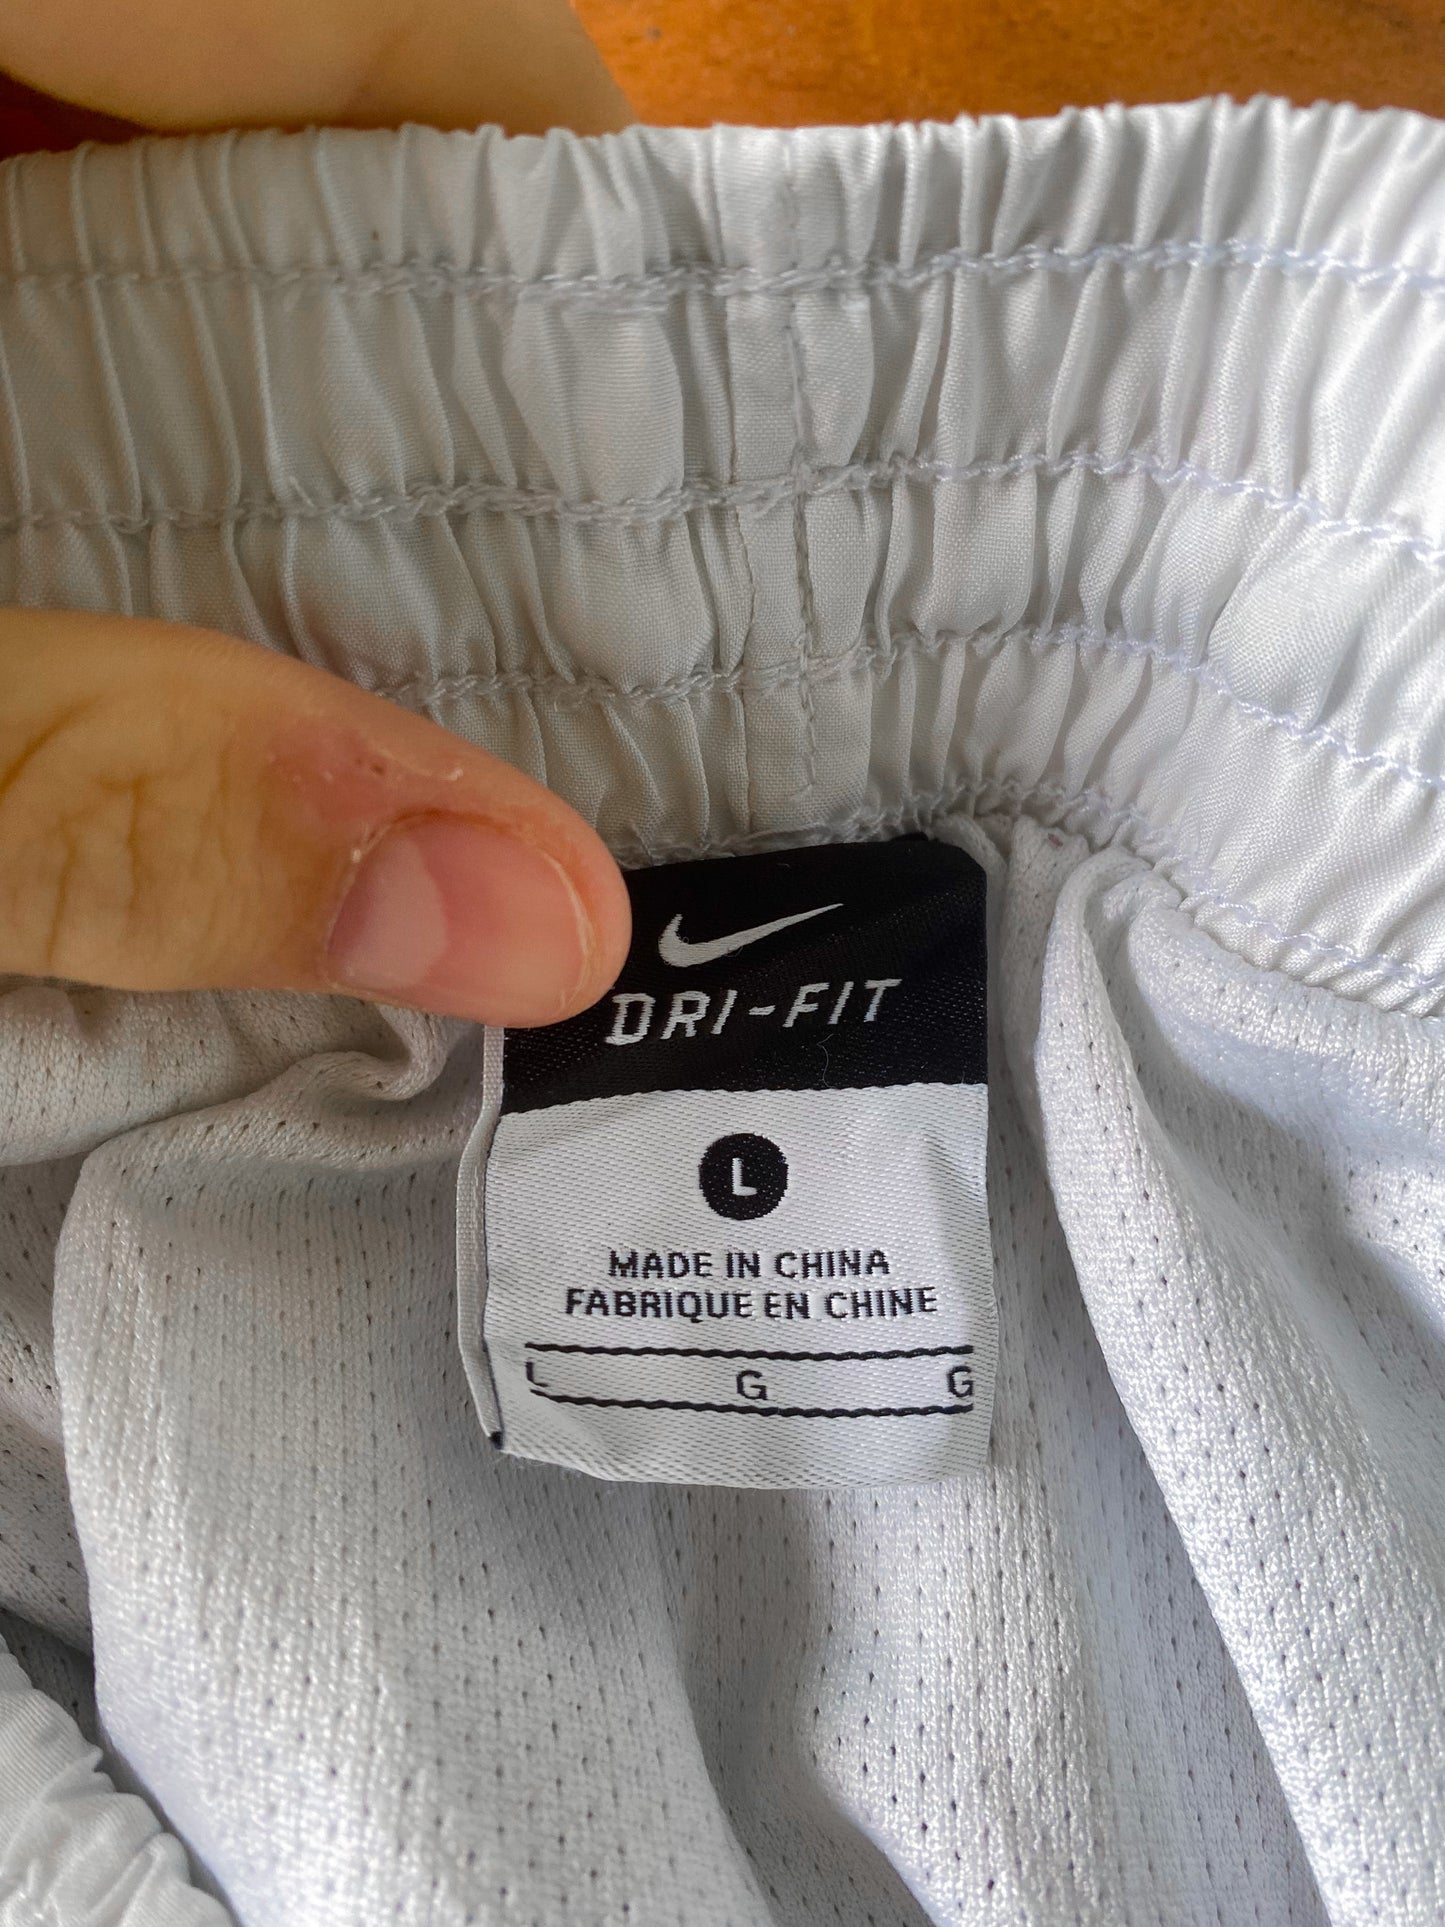 DRI-FIT
L
MADE IN CHINA
FABRIQUE EN CHINE
L G G